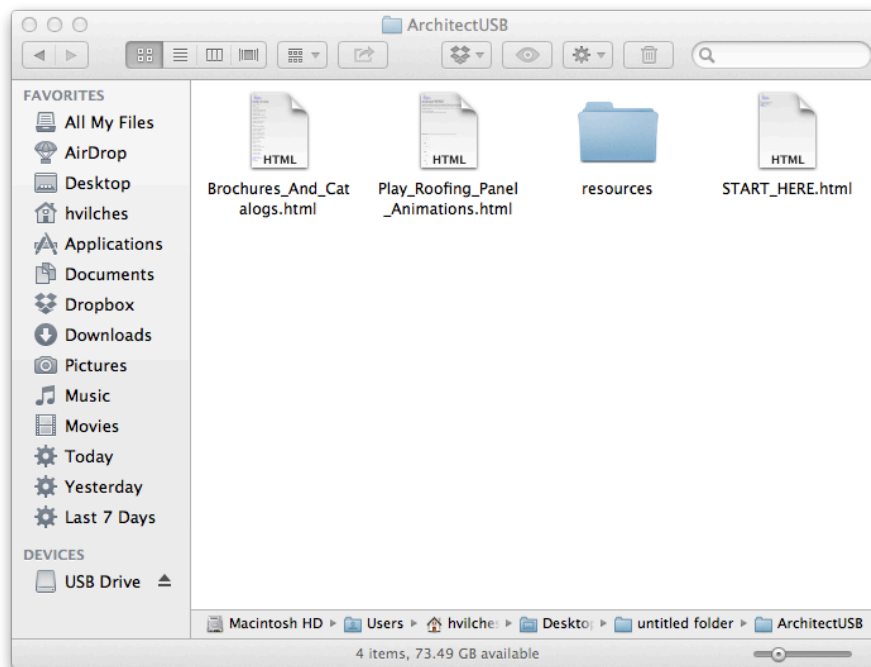 ArchitectUSB
FAVORITES
All My Files
AirDrop
Desktop
hvilches
Applications
Documents
Dropbox
Downloads
Pictures
Music
Movies
Today
Yesterday
Last 7 Days
DEVICES
USB Drive
HTML
Brochures_And_Cat
alogs.html
HTML
Play_Roofing_Panel
_Animations.html
resources
HTML
START_HERE.html
Macintosh HD Users hvilche Deskto untitled folder ArchitectUSB
4 items, 73.49 GB available